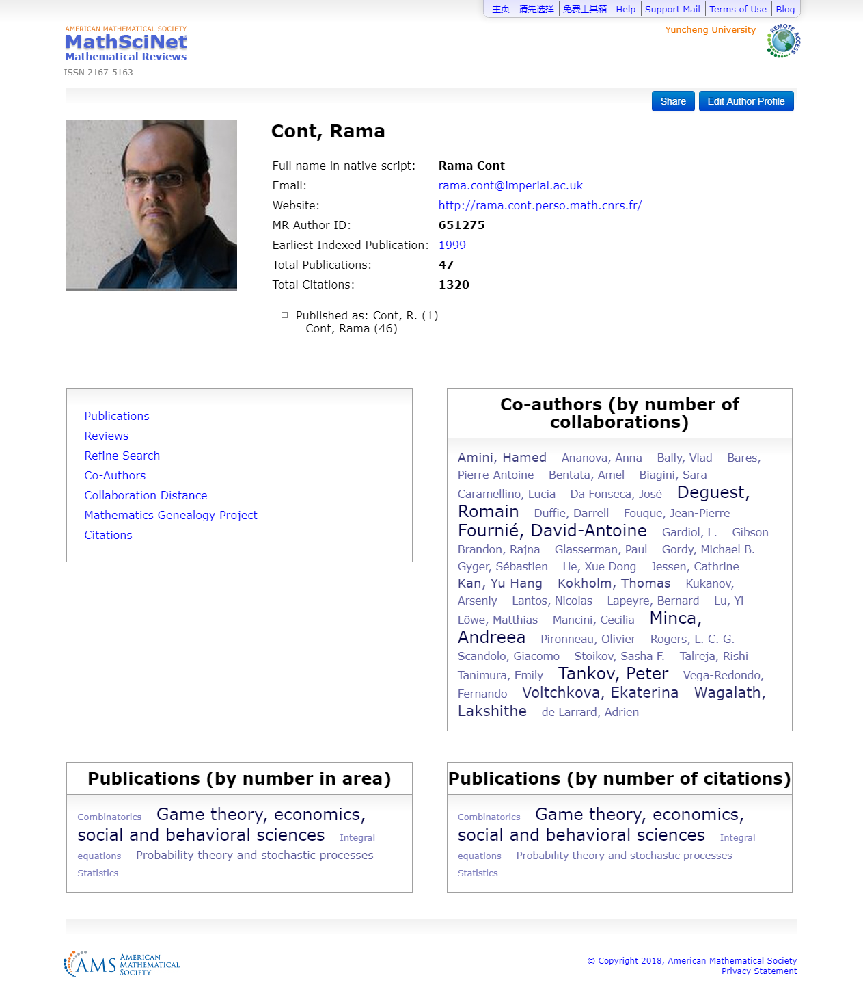 主页 请先选择 免费工具箱 Help Support Mail Terms of Use Blog
AMERICAN MATHEMATICAL SOCIETY
MathSciNet
Mathematical Reviews
ISSN 2167-5163
Yuncheng University
REMOTE ACCESS
Share Edit Author Profile
Cont, Rama
Full name in native script: Rama Cont
Email: rama.cont@imperial.ac.uk
Website: http://rama.cont.perso.math.cnrs.fr/
MR Author ID: 651275
Earliest Indexed Publication: 1999
Total Publications: 47
Total Citations: 1320
Published as: Cont, R. (1)
Cont, Rama (46)
Publications
Reviews
Refine Search
Co-Authors
Collaboration Distance
Mathematics Genealogy Project
Citations
Co-authors (by number of
collaborations)
Amini, Hamed Ananova, Anna Bally, Vlad Bares,
Pierre-Antoine Bentata, Amel Biagini, Sara
Caramellino, Lucia Da Fonseca, José Deguest,
Romain Duffie, Darrell Fouque, Jean-Pierre
Fournié, David-Antoine Gardiol, L. Gibson
Brandon, Rajna Glasserman, Paul Gordy, Michael B.
Gyger, Sébastien He, Xue Dong Jessen, Cathrine
Kan, Yu Hang Kokholm, Thomas Kukanov,
Arseniy Lantos, Nicolas Lapeyre, Bernard Lu, Yi
Löwe, Matthias Mancini, Cecilia Minca,
Andreea Pironneau, Olivier Rogers, L. C. G.
Scandolo, Giacomo Stoikov, Sasha F. Talreja, Rishi
Tanimura, Emily Tankov, Peter Vega-Redondo,
Fernando Voltchkova, Ekaterina Wagalath,
Lakshithe de Larrard, Adrien
Publications (by number in area)
Combinatorics Game theory, economics,
social and behavioral sciences Integral
equations Probability theory and stochastic processes
Statistics
Publications (by number of citations)
Combinatorics Game theory, economics,
social and behavioral sciences Integral
equations Probability theory and stochastic processes
Statistics
AMS AMERICAN
MATHEMATICAL
SOCIETY
© Copyright 2018, American Mathematical Society
Privacy Statement